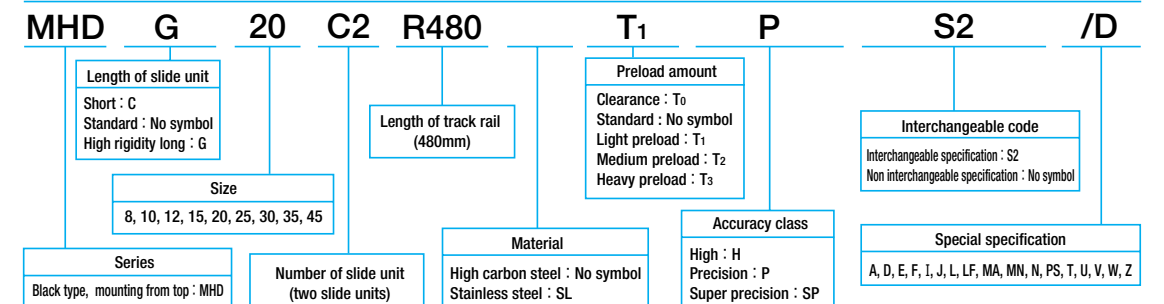 MHD G 20 C2 R480 T1 P S2 /D
Length of slide unit
Short : C
Standard : No symbol
High rigidity long : G
Size
8, 10, 12, 15, 20, 25, 30, 35, 45
Series
Black type, mounting from top : MHD
Number of slide unit
(two slide units)
Length of track rail
(480mm)
Material
High carbon steel : No symbol
Stainless steel : SL
Preload amount
Clearance : T0
Standard : No symbol
Light preload : T1
Medium preload : T2
Heavy preload : T3
Accuracy class
High : H
Precision : P
Super precision : SP
Interchangeable code
Interchangeable specification : S2
Non interchangeable specification : No symbol
Special specification
A, D, E, F, I, J, L, LF, MA, MN, N, PS, T, U, V, W, Z